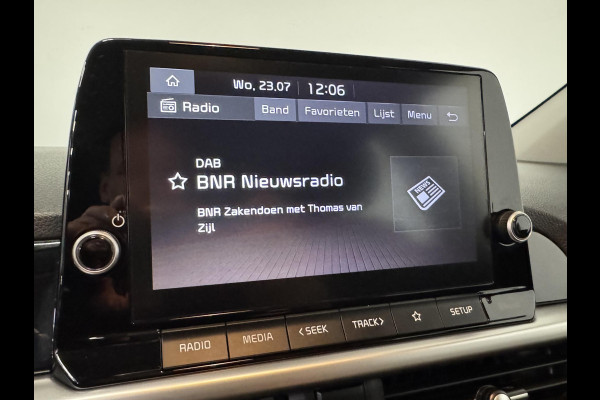 Wo, 23.07 12:06
Radio Band Favorieten Lijst Menu
DAB
BNR Nieuwsradio
NEWS
BNR Zakendoen met Thomas van
Zijl
RADIO MEDIA <SEEK TRACK> SETUP